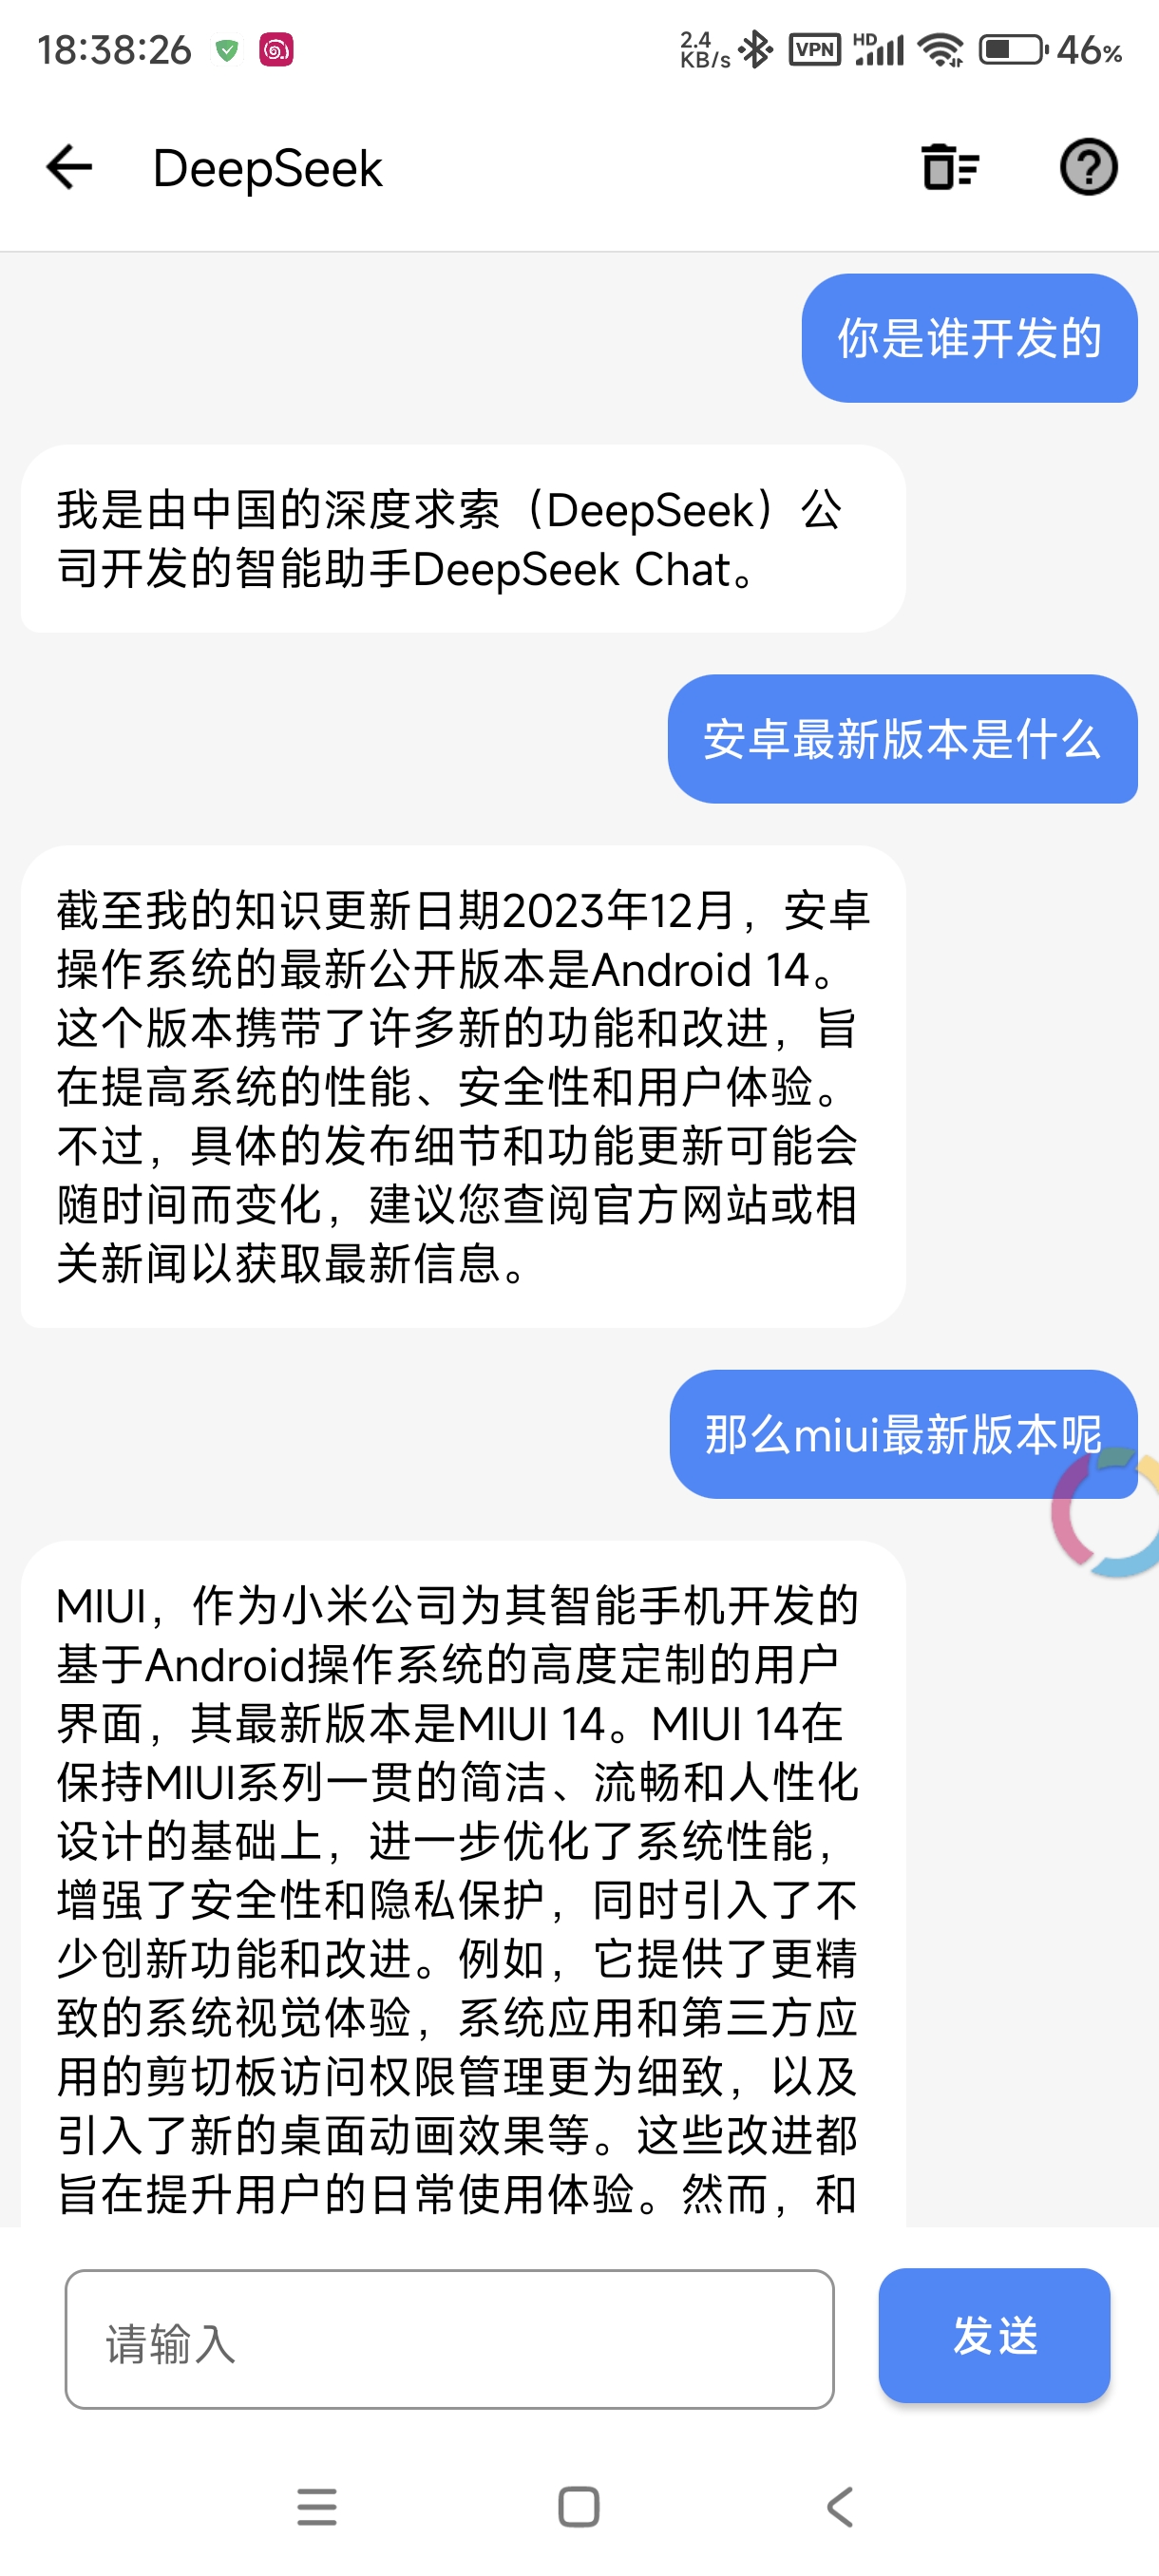 18:38:26
2.4
KB/s
VPN
HD
46%
DeepSeek
你是谁开发的
我是由中国的深度求索（DeepSeek）公
司开发的智能助手DeepSeek Chat。
安卓最新版本是什么
截至我的知识更新日期2023年12月，安卓
操作系统的最新公开版本是Android 14。
这个版本携带了许多新的功能和改进，旨
在提高系统的性能、安全性和用户体验。
不过，具体的发布细节和功能更新可能会
随时间而变化，建议您查阅官方网站或相
关新闻以获取最新信息。
那么miui最新版本呢
MIUI，作为小米公司为其智能手机开发的
基于Android操作系统的高度定制的用户
界面，其最新版本是MIUI 14。MIUI 14在
保持MIUI系列一贯的简洁、流畅和人性化
设计的基础上，进一步优化了系统性能，
增强了安全性和隐私保护，同时引入了不
少创新功能和改进。例如，它提供了更精
致的系统视觉体验，系统应用和第三方应
用的剪切板访问权限管理更为细致，以及
引入了新的桌面动画效果等。这些改进都
旨在提升用户的日常使用体验。然而，和
请输入
发送